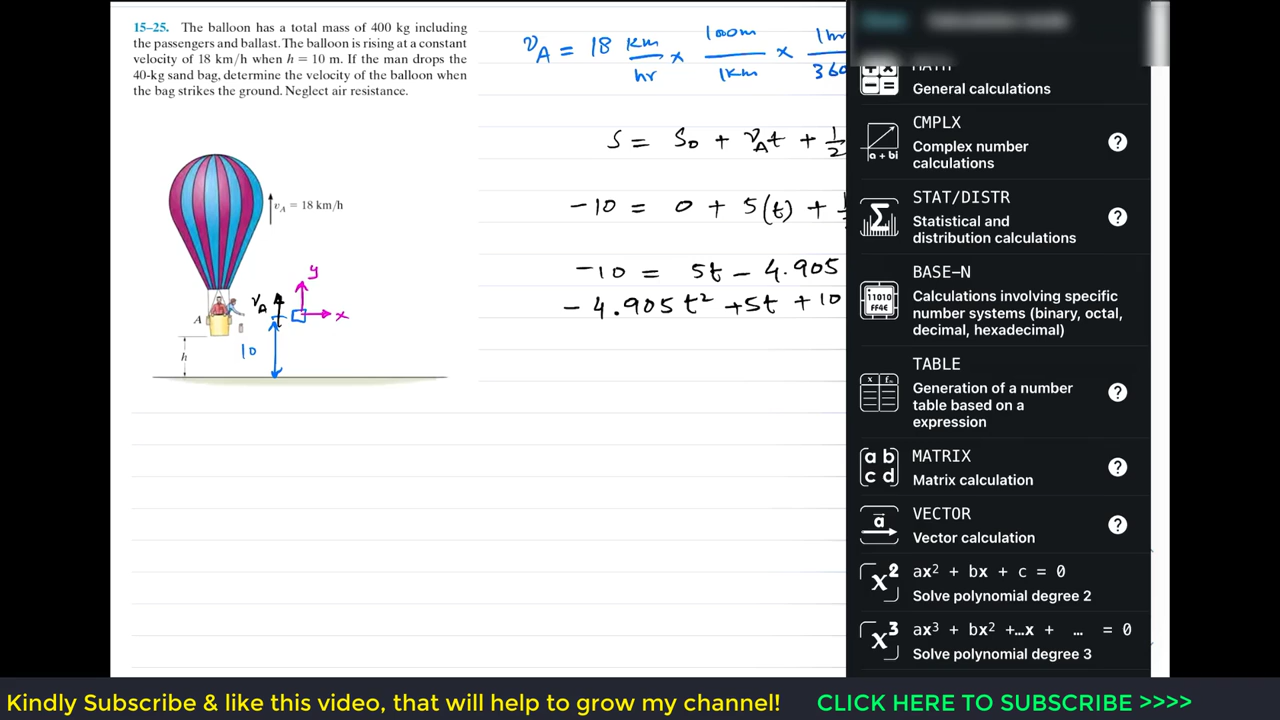 15–25. The balloon has a total mass of 400 kg including
the passengers and ballast. The balloon is rising at a constant
velocity of 18 km/h when h = 10 m. If the man drops the
40-kg sand bag, determine the velocity of the balloon when
the bag strikes the ground. Neglect air resistance.
v_A = 18 km/h
y
v_A
x
A
h
10
v_A = 18 km/hr × 1000m/1km × 1hr/360
S = S₀ + v_A t + 1/2
-10 = 0 + 5(t) +
-10 = 5t - 4.905
- 4.905 t² + 5t + 10
MATH
General calculations
CMPLX
Complex number
calculations
a + bi
?
STAT/DISTR
Statistical and
distribution calculations
Σ
?
BASE-N
Calculations involving specific
number systems (binary, octal,
decimal, hexadecimal)
11010
FF4E
?
TABLE
Generation of a number
table based on a
expression
?
MATRIX
Matrix calculation
a b
c d
?
VECTOR
Vector calculation
a
?
x²
ax² + bx + c = 0
Solve polynomial degree 2
x³
ax³ + bx² +…x + … = 0
Solve polynomial degree 3
Kindly Subscribe & like this video, that will help to grow my channel!
CLICK HERE TO SUBSCRIBE >>>>